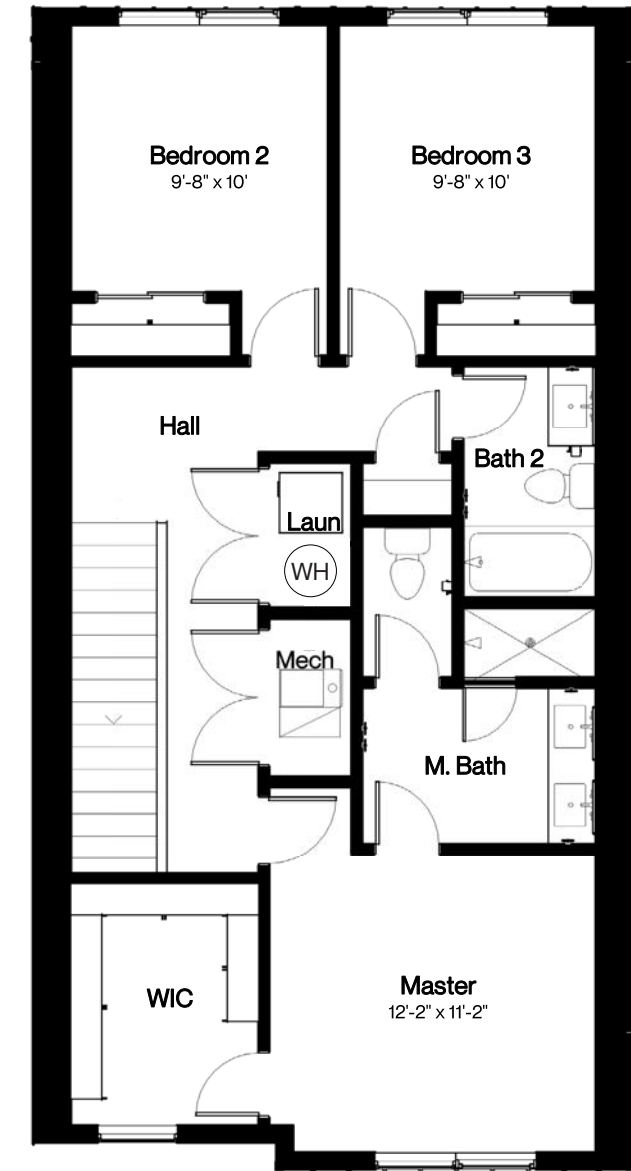 Bedroom 2
9'-8" x 10'
Bedroom 3
9'-8" x 10'
Hall
Bath 2
Laun
WH
Mech
M. Bath
WIC
Master
12'-2" x 11'-2"